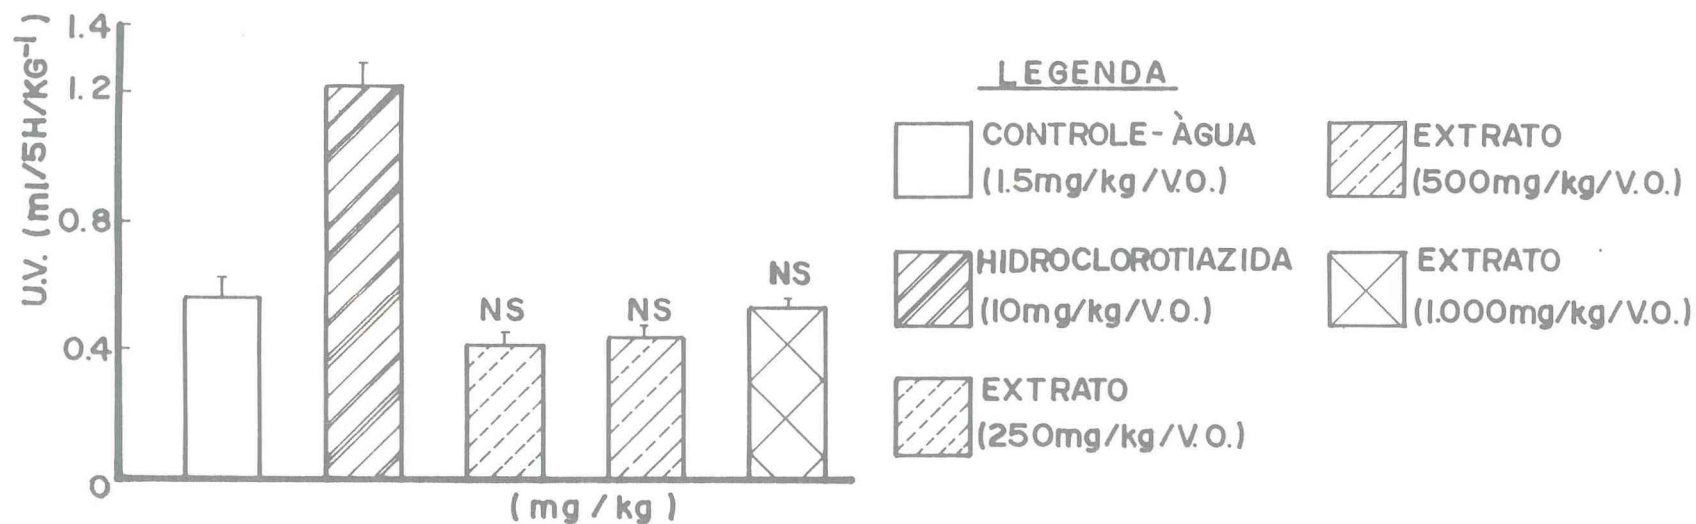 U.V. (ml/5H/KG⁻¹)
1.4
1.2
0.8
0.4
0
NS
NS
NS
(mg/kg)
LEGENDA
CONTROLE-ÀGUA
(1.5mg/kg/V.O.)
HIDROCLOROTIAZIDA
(10mg/kg/V.O.)
EXTRATO
(250mg/kg/V.O.)
EXTRATO
(500mg/kg/V.O.)
EXTRATO
(1.000mg/kg/V.O.)